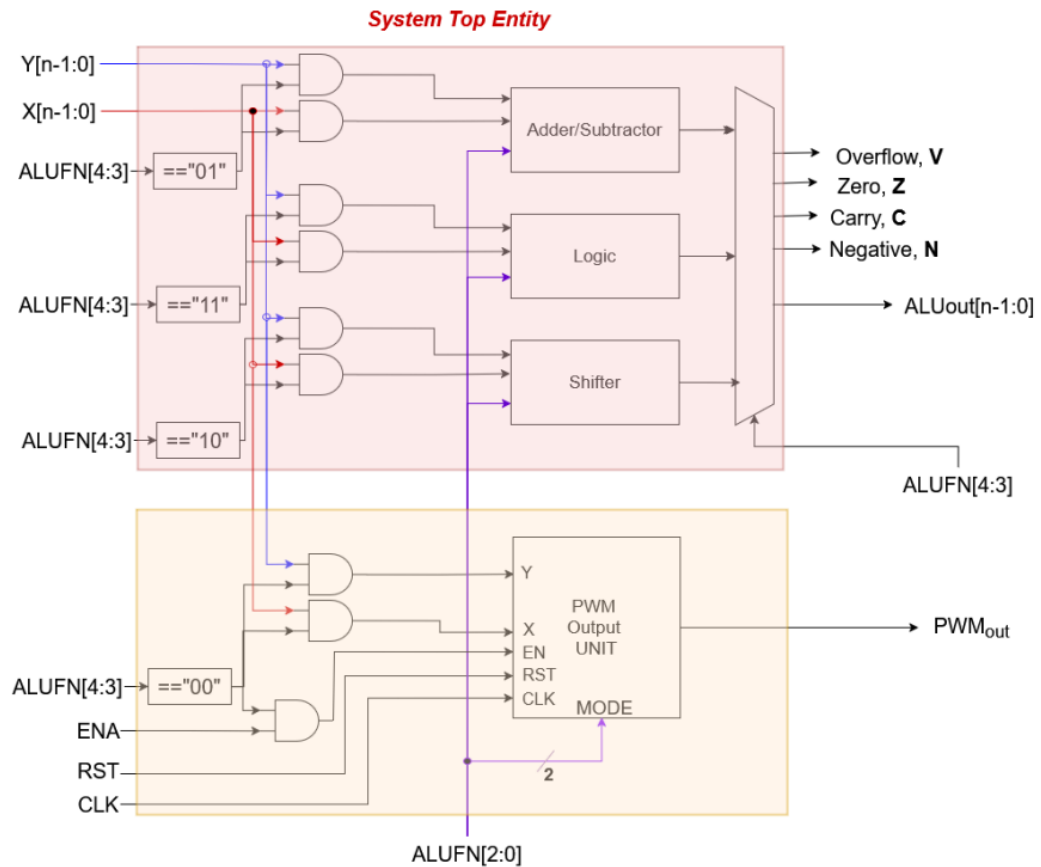 System Top Entity
Y[n-1:0]
X[n-1:0]
ALUFN[4:3]
=="01"
Adder/Subtractor
Overflow, V
Zero, Z
Carry, C
Negative, N
Logic
ALUFN[4:3]
=="11"
ALUout[n-1:0]
Shifter
ALUFN[4:3]
=="10"
ALUFN[4:3]
Y
PWM
Output
UNIT
X
EN
RST
CLK
MODE
PWMout
ALUFN[4:3]
=="00"
ENA
RST
CLK
2
ALUFN[2:0]